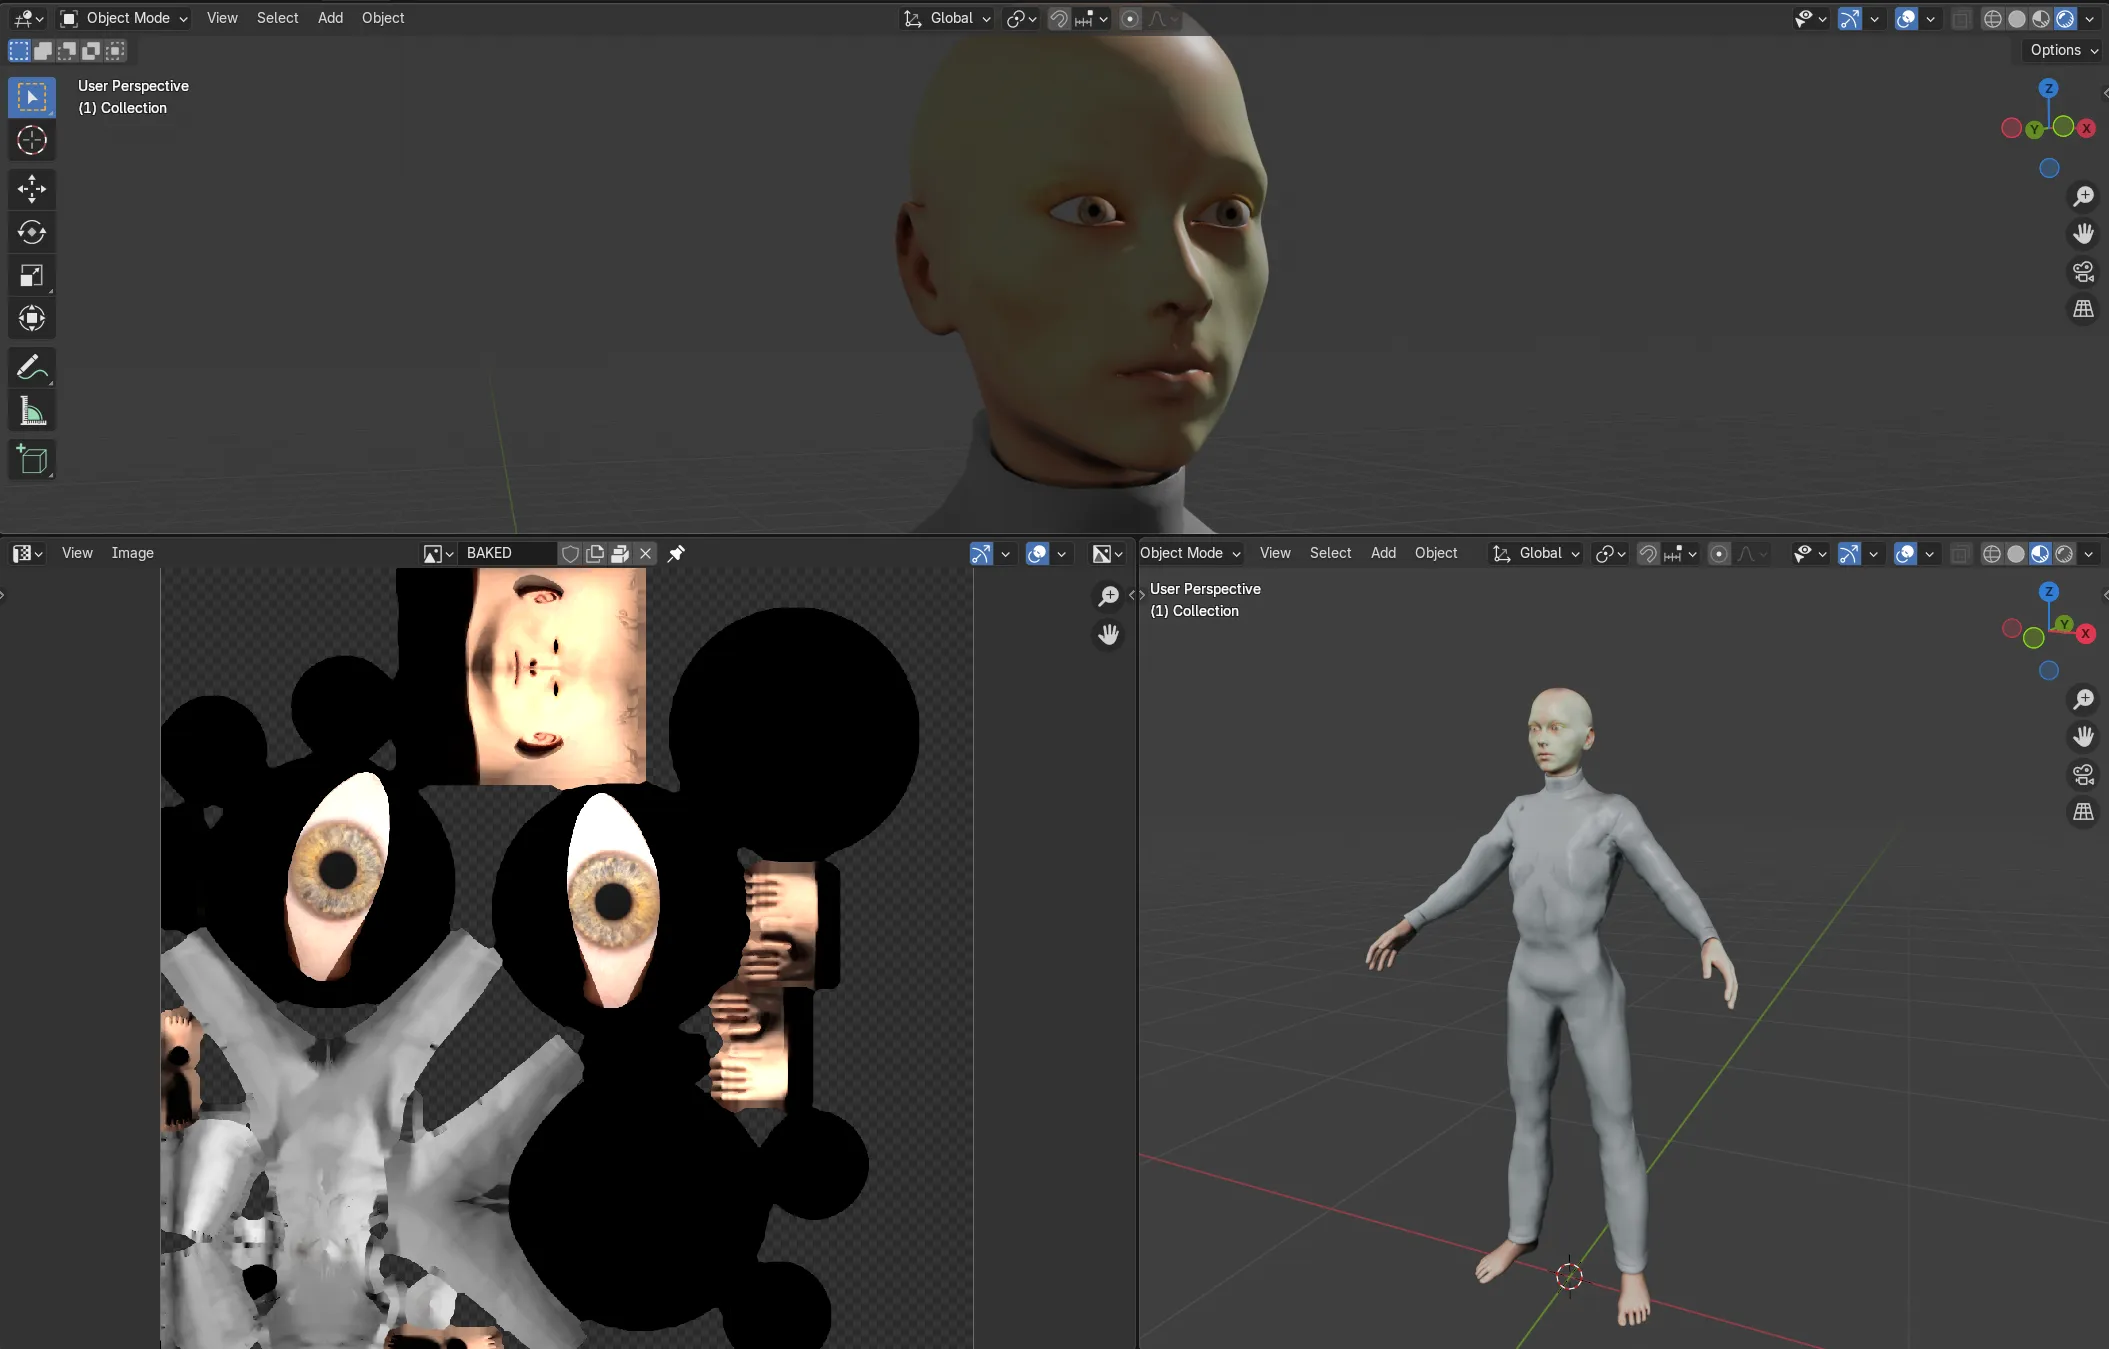 Object Mode View Select Add Object Global
Options
User Perspective
(1) Collection
Z
Y X
View Image BAKED
Object Mode View Select Add Object Global
User Perspective
(1) Collection
Z
Y
X